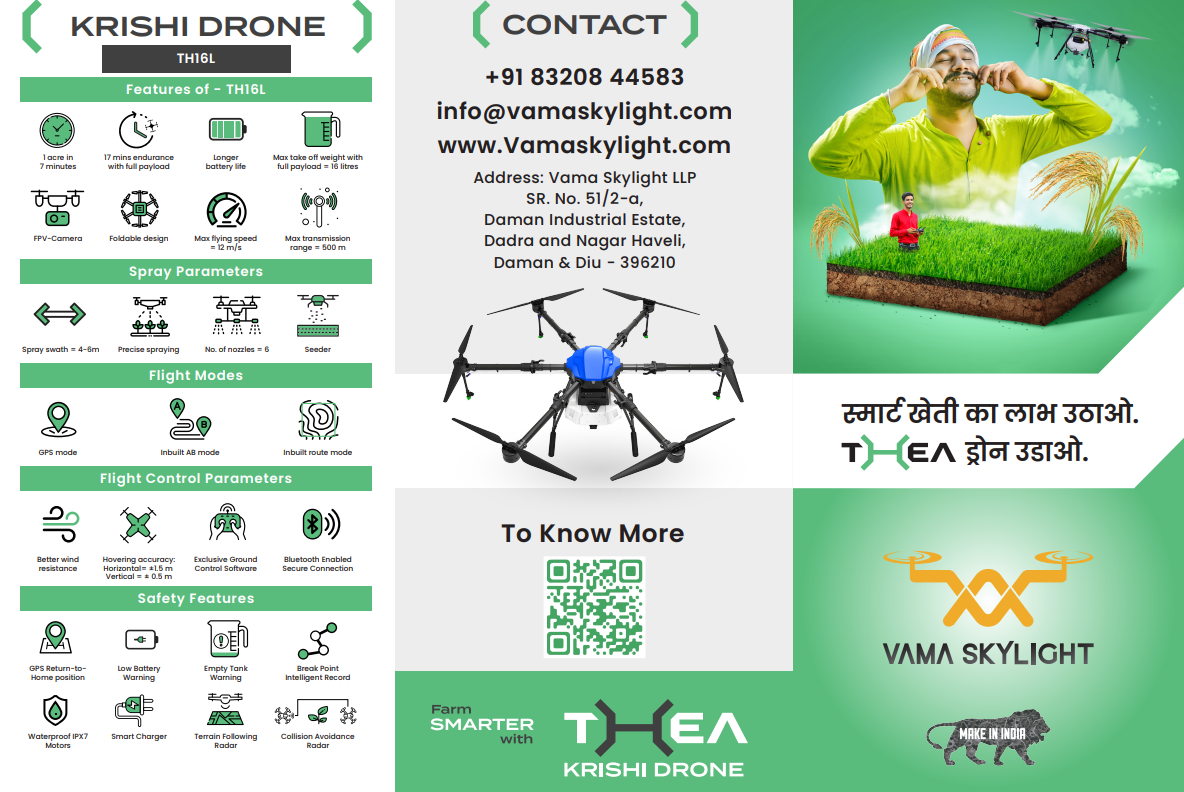 KRISHI DRONE
TH16L
Features of - TH16L
1 acre in
7 minutes
17 mins endurance
with full payload
Longer
battery life
Max take off weight with
full payload = 16 litres
FPV-Camera
Foldable design
Max flying speed
= 12 m/s
Max transmission
range = 500 m
Spray Parameters
Spray swath = 4-6m
Precise spraying
No. of nozzles = 6
Seeder
Flight Modes
GPS mode
A
B
Inbuilt AB mode
Inbuilt route mode
Flight Control Parameters
Better wind
resistance
Hovering accuracy:
Horizontal= ±1.5 m
Vertical = ± 0.5 m
Exclusive Ground
Control Software
Bluetooth Enabled
Secure Connection
Safety Features
GPS Return-to-
Home position
Low Battery
Warning
Empty Tank
Warning
Break Point
Intelligent Record
Waterproof IPX7
Motors
Smart Charger
Terrain Following
Radar
Collision Avoidance
Radar
CONTACT
+91 83208 44583
info@vamaskylight.com
www.Vamaskylight.com
Address: Vama Skylight LLP
SR. No. 51/2-a,
Daman Industrial Estate,
Dadra and Nagar Haveli,
Daman & Diu - 396210
To Know More
Farm
SMARTER
with
THEA
KRISHI DRONE
स्मार्ट खेती का लाभ उठाओ.
THEA ड्रोन उडाओ.
VAMA SKYLIGHT
MAKE IN INDIA